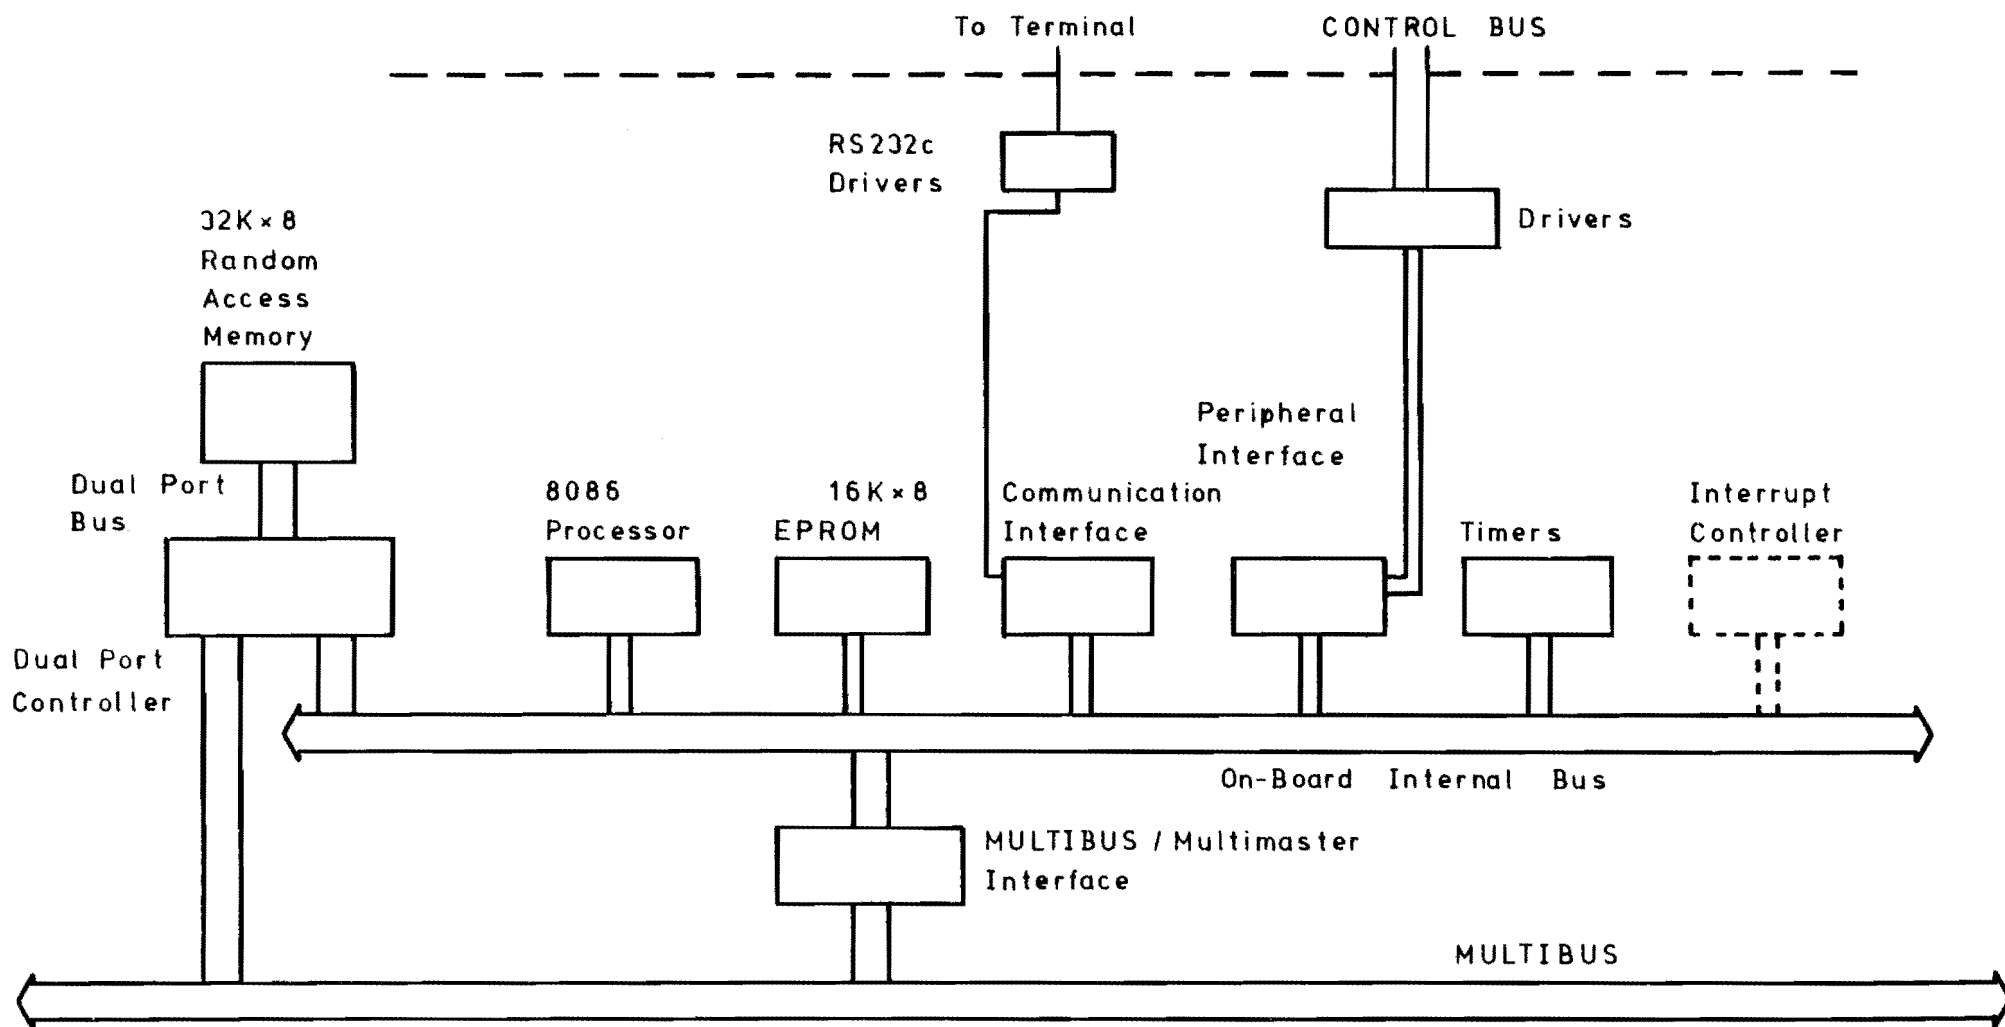 To Terminal
CONTROL BUS
RS232c
Drivers
Drivers
32K × 8
Random
Access
Memory
Peripheral
Interface
Dual Port
Bus
8086
Processor
16K × 8
EPROM
Communication
Interface
Timers
Interrupt
Controller
Dual Port
Controller
On-Board Internal Bus
MULTIBUS / Multimaster
Interface
MULTIBUS